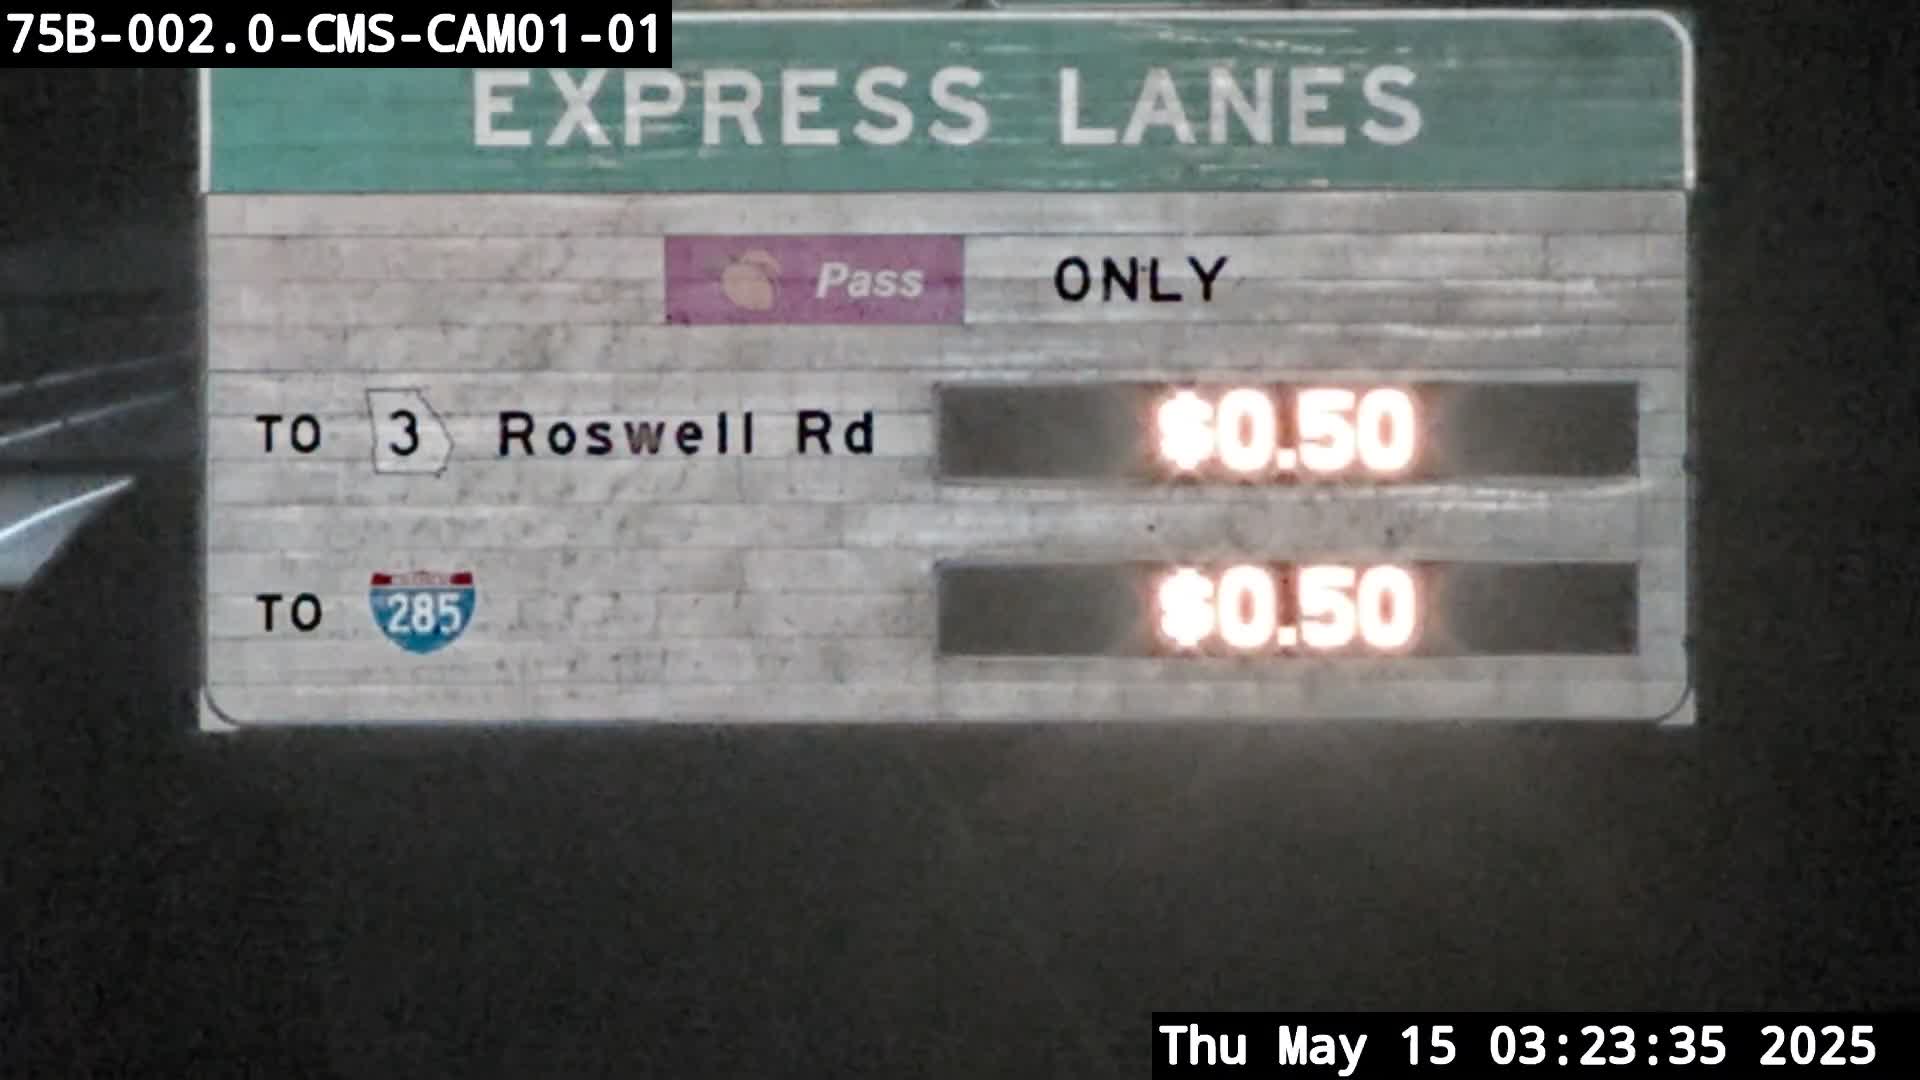 75B-002.0-CMS-CAM01-01
EXPRESS LANES
Pass ONLY
TO 3 Roswell Rd $0.50
TO 285 $0.50
Thu May 15 03:23:35 2025